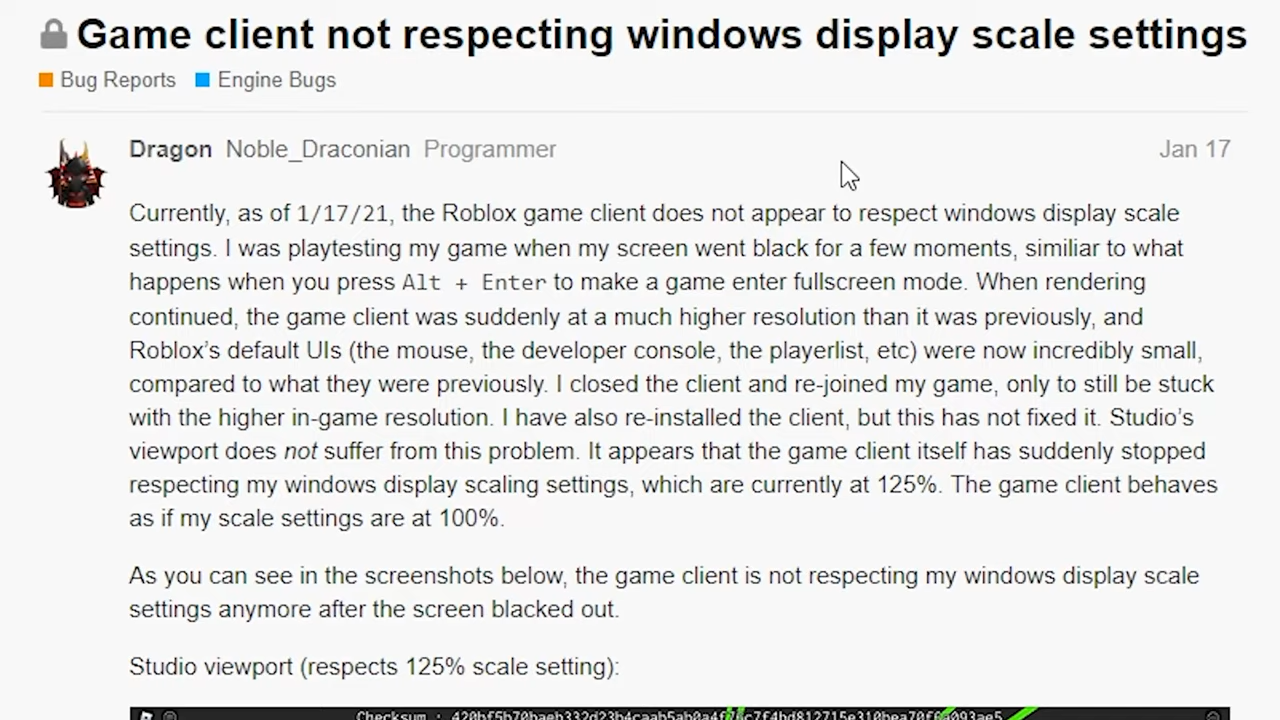 Game client not respecting windows display scale settings
Bug Reports Engine Bugs
Dragon Noble_Draconian Programmer Jan 17
Currently, as of 1/17/21, the Roblox game client does not appear to respect windows display scale
settings. I was playtesting my game when my screen went black for a few moments, similiar to what
happens when you press Alt + Enter to make a game enter fullscreen mode. When rendering
continued, the game client was suddenly at a much higher resolution than it was previously, and
Roblox’s default UIs (the mouse, the developer console, the playerlist, etc) were now incredibly small,
compared to what they were previously. I closed the client and re-joined my game, only to still be stuck
with the higher in-game resolution. I have also re-installed the client, but this has not fixed it. Studio’s
viewport does not suffer from this problem. It appears that the game client itself has suddenly stopped
respecting my windows display scaling settings, which are currently at 125%. The game client behaves
as if my scale settings are at 100%.
As you can see in the screenshots below, the game client is not respecting my windows display scale
settings anymore after the screen blacked out.
Studio viewport (respects 125% scale setting):
Checksum :